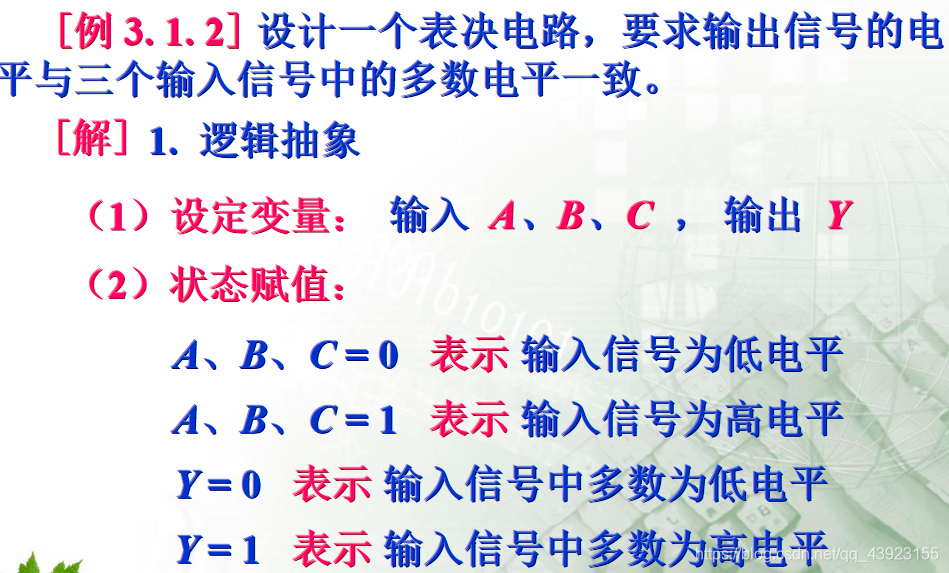 [例 3.1.2] 设计一个表决电路，要求输出信号的电
平与三个输入信号中的多数电平一致。
[解] 1. 逻辑抽象
（1）设定变量： 输入 A、B、C ， 输出 Y
（2）状态赋值：
A、B、C = 0 表示 输入信号为低电平
A、B、C = 1 表示 输入信号为高电平
Y = 0 表示 输入信号中多数为低电平
Y = 1 表示 输入信号中多数为高电平
https://blog.csdn.net/qq_43923155